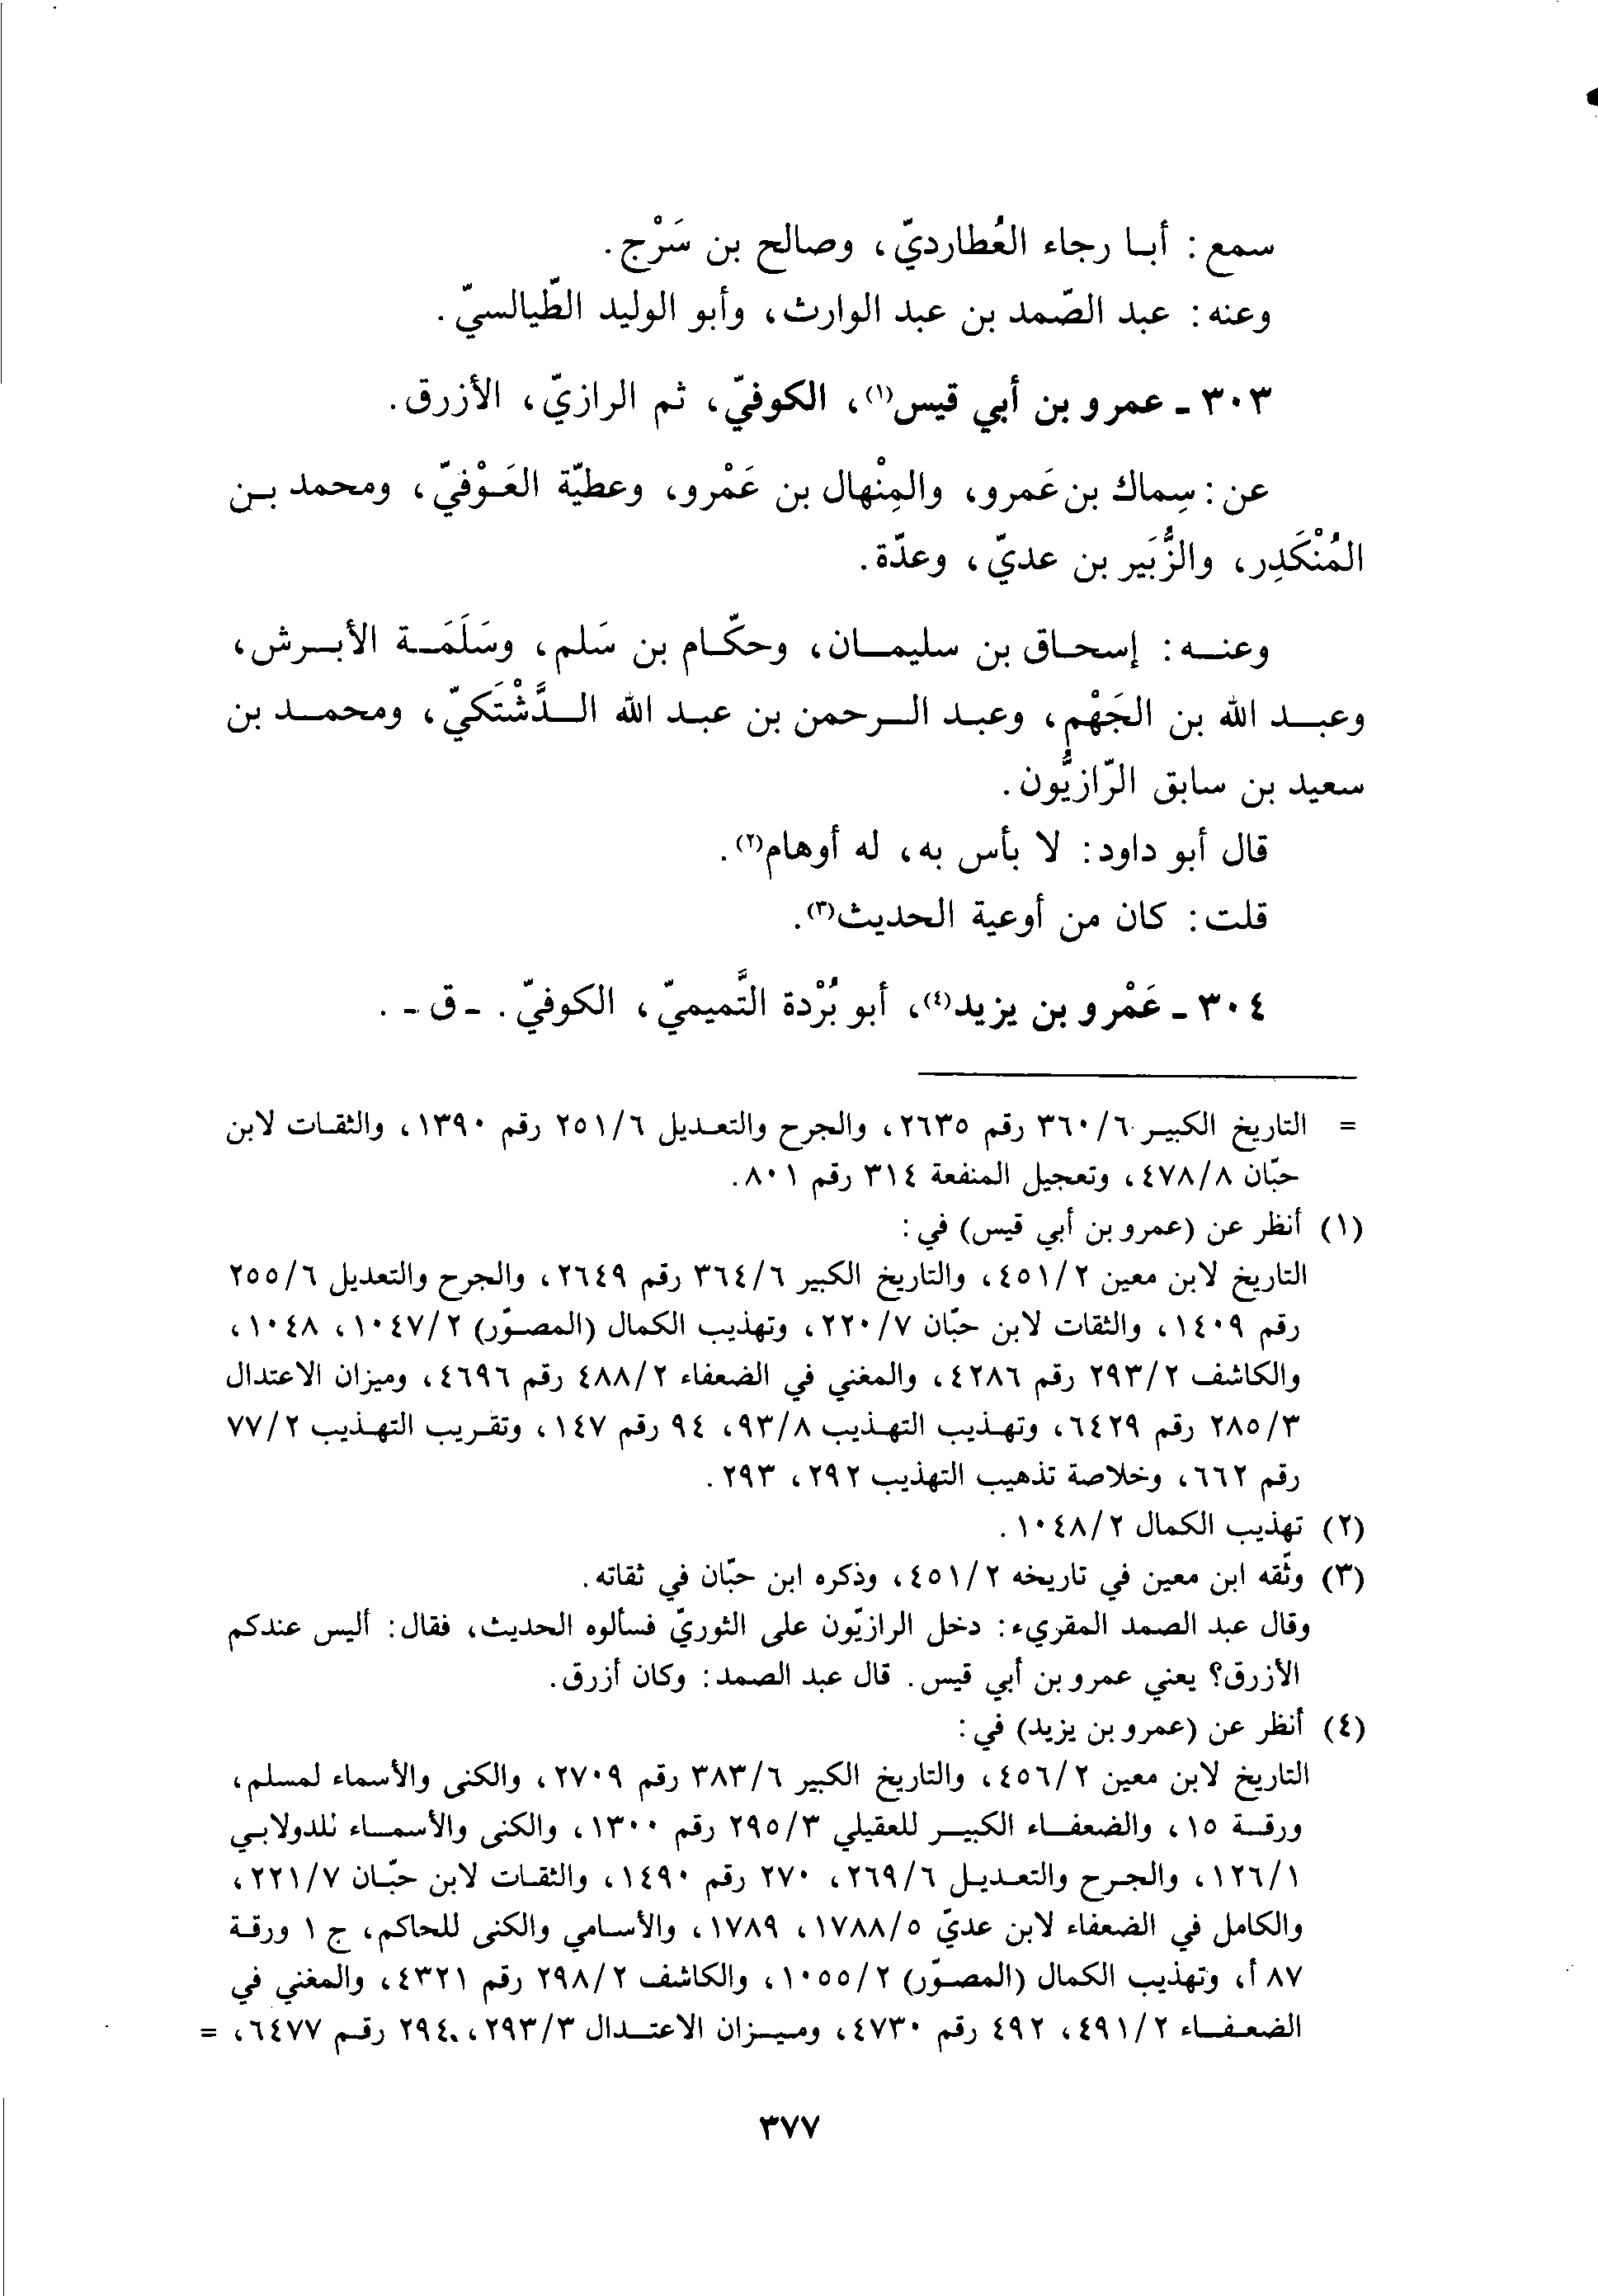 سمع: أبا رجاء العُطارديّ، وصالح بن سَرْج.
وعنه: عبد الصّمد بن عبد الوارث، وأبو الوليد الطّيالسيّ.
٣٠٣ - عمرو بن أبي قيس(١)، الكوفيّ، ثم الرازيّ، الأزرق.
عن: سِماك بن عَمرو، والمِنْهال بن عَمْرو، وعطيّة العَوْفيّ، ومحمد بن
المُنْكَدِر، والزُّبَير بن عديّ، وعدّة.
وعنه: إسحاق بن سليمان، وحكّام بن سَلم، وسَلَمَة الأبرش،
وعبد الله بن الجَهْم، وعبد الرحمن بن عبد الله الدَّشْتَكيّ، ومحمد بن
سعيد بن سابق الرّازيُّون.
قال أبو داود: لا بأس به، له أوهام(٢).
قلت: كان من أوعية الحديث(٣).
٣٠٤ - عَمْرو بن يزيد(٤)، أبو بُرْدة التَّميميّ، الكوفيّ. - ق - .
= التاريخ الكبير ٣٦٠/٦ رقم ٢٦٣٥، والجرح والتعديل ٢٥١/٦ رقم ١٣٩٠، والثقات لابن
حبّان ٤٧٨/٨، وتعجيل المنفعة ٣١٤ رقم ٨٠١.
(١) أنظر عن (عمرو بن أبي قيس) في:
التاريخ لابن معين ٤٥١/٢، والتاريخ الكبير ٣٦٤/٦ رقم ٢٦٤٩، والجرح والتعديل ٢٥٥/٦
رقم ١٤٠٩، والثقات لابن حبّان ٢٢٠/٧، وتهذيب الكمال (المصوّر) ١٠٤٧/٢، ١٠٤٨،
والكاشف ٢٩٣/٢ رقم ٤٢٨٦، والمغني في الضعفاء ٤٨٨/٢ رقم ٤٦٩٦، وميزان الاعتدال
٢٨٥/٣ رقم ٦٤٢٩، وتهذيب التهذيب ٩٣/٨، ٩٤ رقم ١٤٧، وتقريب التهذيب ٧٧/٢
رقم ٦٦٢، وخلاصة تذهيب التهذيب ٢٩٢، ٢٩٣.
(٢) تهذيب الكمال ١٠٤٨/٢.
(٣) وثّقه ابن معين في تاريخه ٤٥١/٢، وذكره ابن حبّان في ثقاته.
وقال عبد الصمد المقريء: دخل الرازيّون على الثوريّ فسألوه الحديث، فقال: أليس عندكم
الأزرق؟ يعني عمرو بن أبي قيس. قال عبد الصمد: وكان أزرق.
(٤) أنظر عن (عمرو بن يزيد) في:
التاريخ لابن معين ٤٥٦/٢، والتاريخ الكبير ٣٨٣/٦ رقم ٢٧٠٩، والكنى والأسماء لمسلم،
ورقة ١٥، والضعفاء الكبير للعقيلي ٢٩٥/٣ رقم ١٣٠٠، والكنى والأسماء للدولابي
١٢٦/١، والجرح والتعديل ٢٦٩/٦، ٢٧٠ رقم ١٤٩٠، والثقات لابن حبّان ٢٢١/٧،
والكامل في الضعفاء لابن عديّ ١٧٨٨/٥، ١٧٨٩، والأسامي والكنى للحاكم، ج ١ ورقة
٨٧ أ، وتهذيب الكمال (المصوّر) ١٠٥٥/٢، والكاشف ٢٩٨/٢ رقم ٤٣٢١، والمغني في
الضعفاء ٤٩١/٢، ٤٩٢ رقم ٤٧٣٠، وميزان الاعتدال ٢٩٣/٣، ٢٩٤ رقم ٦٤٧٧، =
٣٧٧